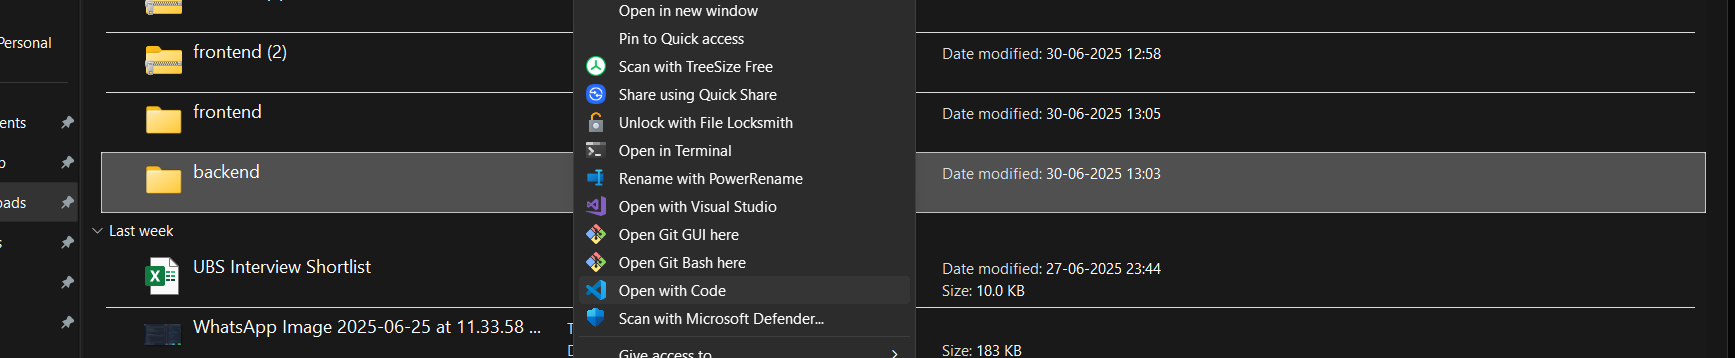 Open in new window
Personal
Pin to Quick access
frontend (2)
Date modified: 30-06-2025 12:58
Scan with TreeSize Free
Share using Quick Share
frontend
Date modified: 30-06-2025 13:05
ents
Unlock with File Locksmith
Open in Terminal
backend
Date modified: 30-06-2025 13:03
Rename with PowerRename
oads
Open with Visual Studio
Last week
Open Git GUI here
UBS Interview Shortlist
Open Git Bash here
Date modified: 27-06-2025 23:44
Open with Code
Size: 10.0 KB
Scan with Microsoft Defender...
WhatsApp Image 2025-06-25 at 11.33.58 ...
Give access to
Size: 183 KB